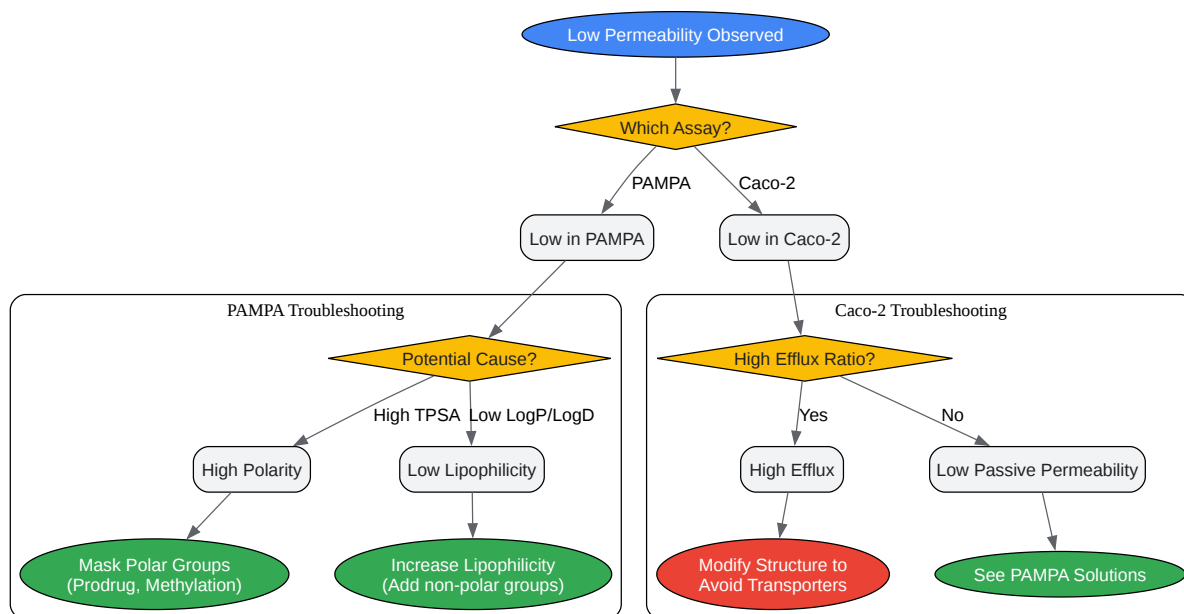 Low Permeability Observed
Which Assay?
PAMPA
Caco-2
Low in PAMPA
Low in Caco-2
PAMPA Troubleshooting
Caco-2 Troubleshooting
Potential Cause?
High Efflux Ratio?
High TPSA
Low LogP/LogD
Yes
No
High Polarity
Low Lipophilicity
High Efflux
Low Passive Permeability
Mask Polar Groups
(Prodrug, Methylation)
Increase Lipophilicity
(Add non-polar groups)
Modify Structure to
Avoid Transporters
See PAMPA Solutions